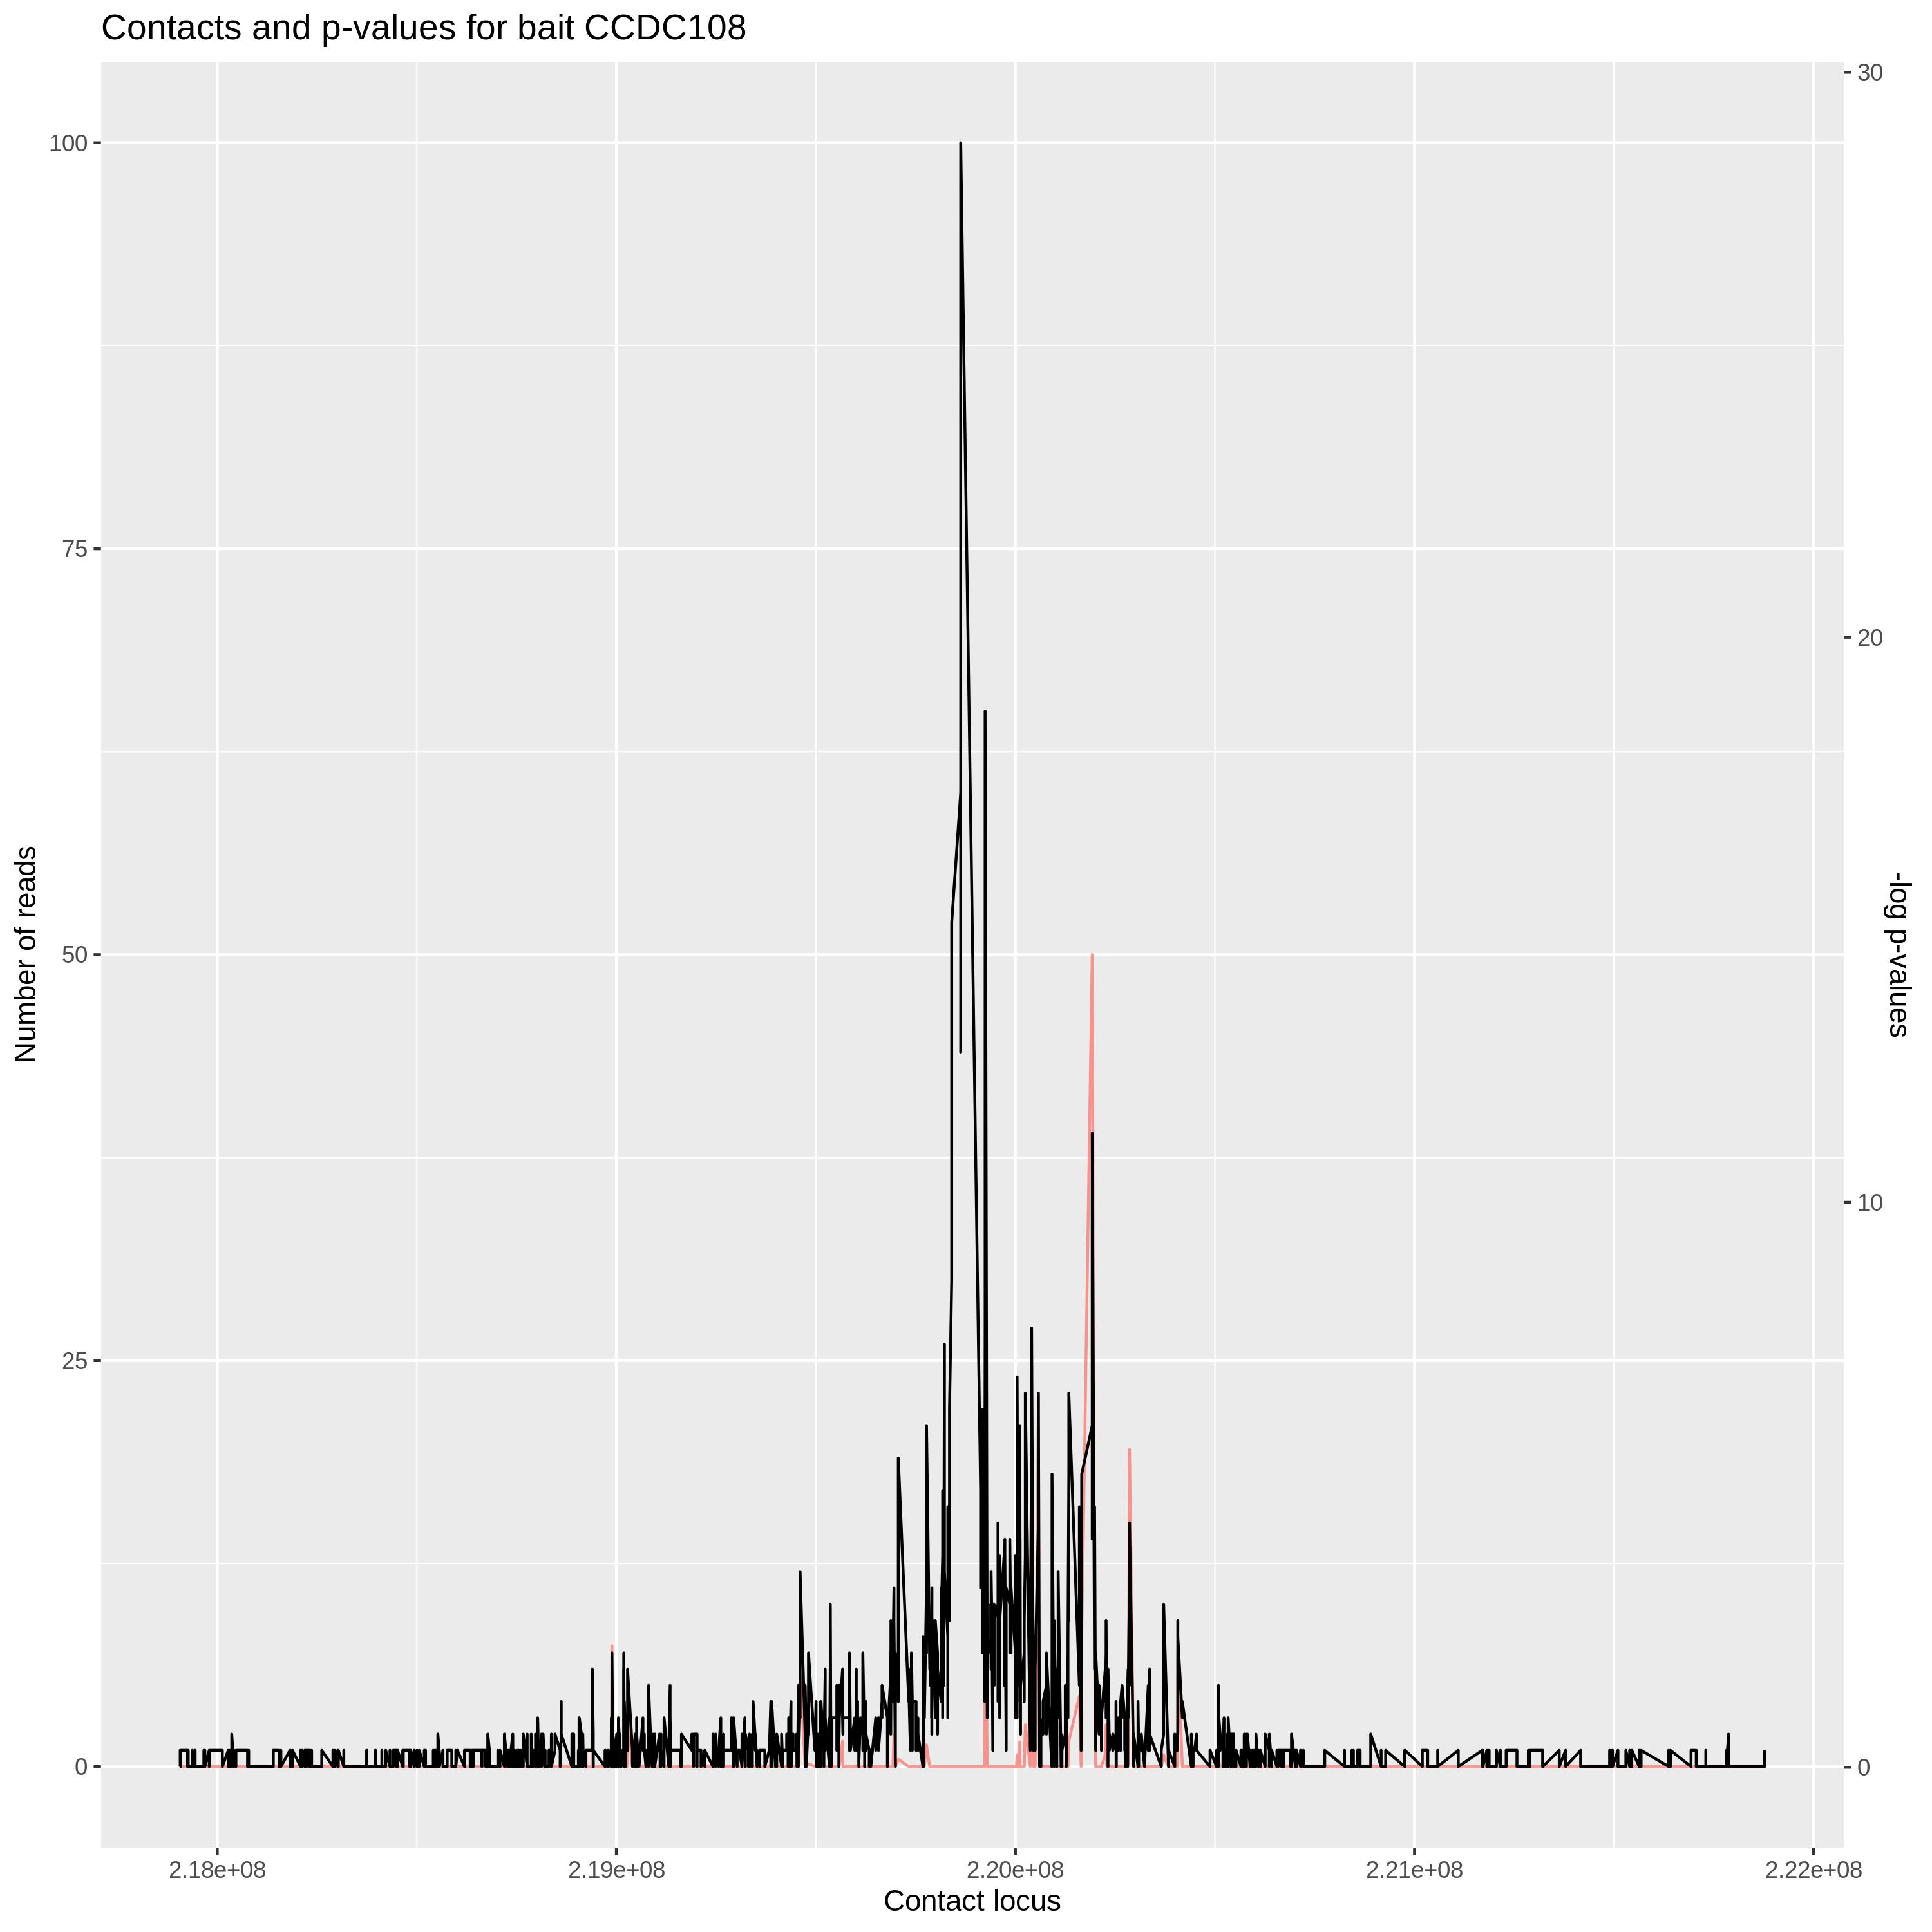 Contacts and p-values for bait CCDC108
30
100
20
75
Number of reads
-log p-values
50
10
25
0
0
2.18e+08
2.19e+08
2.20e+08
2.21e+08
2.22e+08
Contact locus